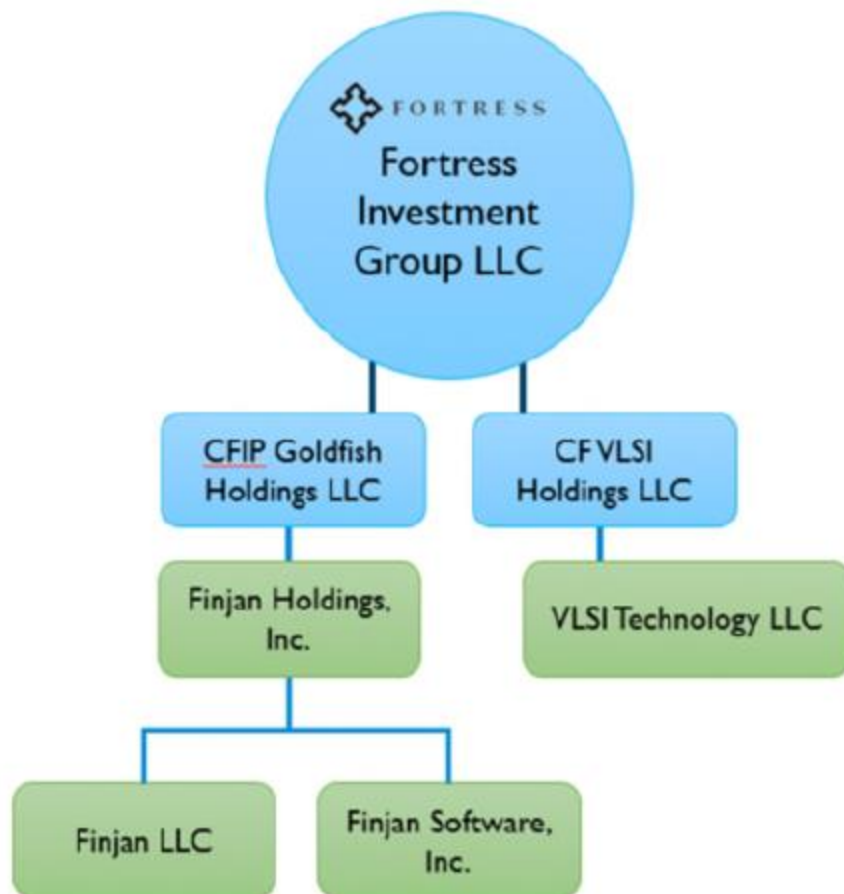 FORTRESS
Fortress
Investment
Group LLC
CFIP Goldfish
Holdings LLC
CF VLSI
Holdings LLC
Finjan Holdings,
Inc.
VLSI Technology LLC
Finjan LLC
Finjan Software,
Inc.